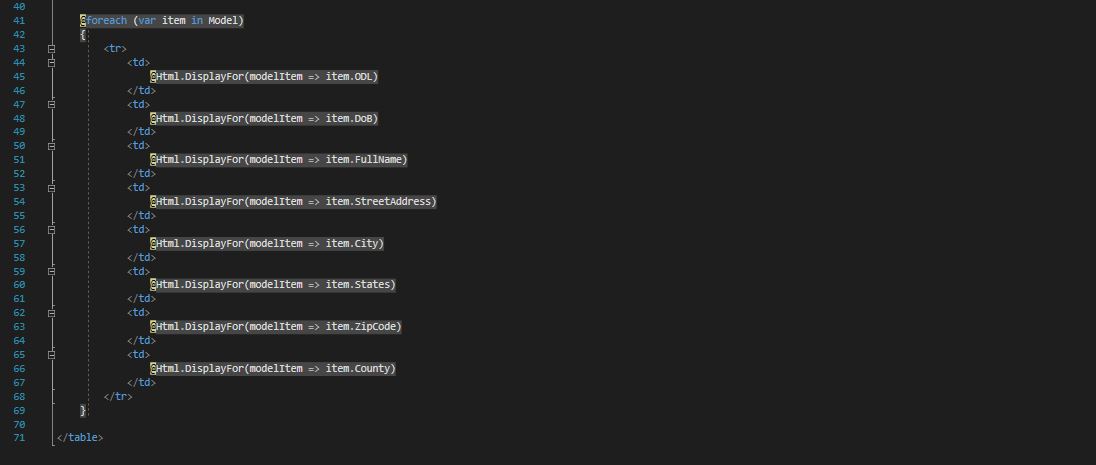 40
41 @foreach (var item in Model)
42 {
43 <tr>
44 <td>
45 @Html.DisplayFor(modelItem => item.ODL)
46 </td>
47 <td>
48 @Html.DisplayFor(modelItem => item.DoB)
49 </td>
50 <td>
51 @Html.DisplayFor(modelItem => item.FullName)
52 </td>
53 <td>
54 @Html.DisplayFor(modelItem => item.StreetAddress)
55 </td>
56 <td>
57 @Html.DisplayFor(modelItem => item.City)
58 </td>
59 <td>
60 @Html.DisplayFor(modelItem => item.States)
61 </td>
62 <td>
63 @Html.DisplayFor(modelItem => item.ZipCode)
64 </td>
65 <td>
66 @Html.DisplayFor(modelItem => item.County)
67 </td>
68 </tr>
69 }
70
71 </table>